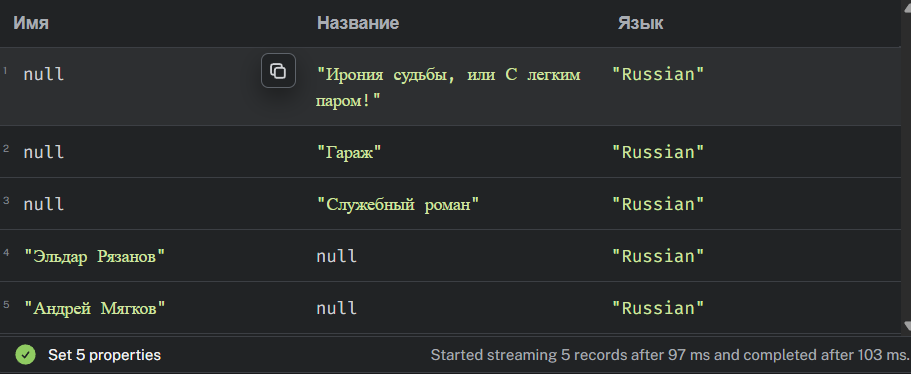 Имя Название Язык
1 null "Ирония судьбы, или С легким "Russian"
паром!"
2 null "Гараж" "Russian"
3 null "Служебный роман" "Russian"
4 "Эльдар Рязанов" null "Russian"
5 "Андрей Мягков" null "Russian"
Set 5 properties Started streaming 5 records after 97 ms and completed after 103 ms.